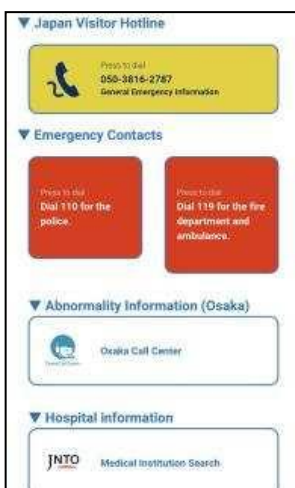 ▼ Japan Visitor Hotline
Press to dial
050-3816-2787
General Emergency Information
▼ Emergency Contacts
Press to dial
Dial 110 for the
police.
Press to dial
Dial 119 for the fire
department and
ambulance.
▼ Abnormality Information (Osaka)
Osaka Call Center
▼ Hospital information
JNTO
Medical Institution Search